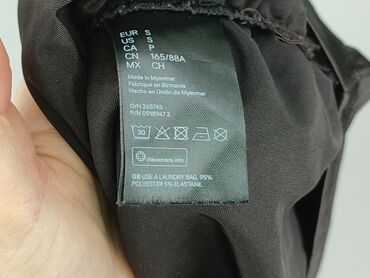 EUR S
US S
CA P
CN 165/88A
MX CH
Made in Myanmar
Fabriqué en Birmanie
Hecho en Unión de Myanmar
O/N 265745
P/N 0918947 2
30
clevercare.info
GB USE A LAUNDRY BAG, 95%
POLYESTER 5% ELASTANE.